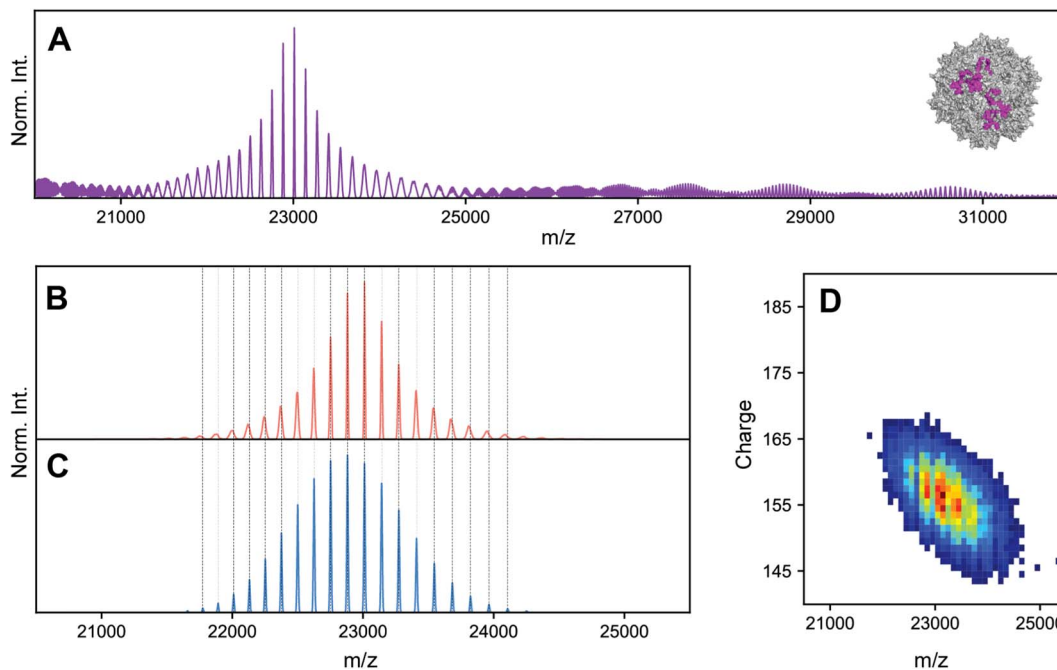 A
Norm. Int.
21000 23000 25000 27000 29000 31000
m/z
B
C
Norm. Int.
21000 22000 23000 24000 25000
m/z
D
Charge
185
175
165
155
145
21000 23000 25000
m/z